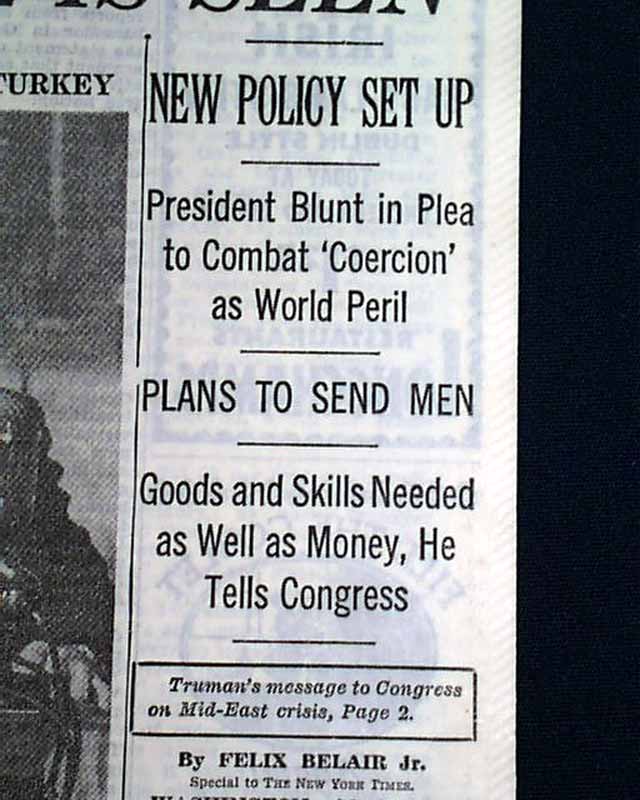 IS SEEN
TURKEY
NEW POLICY SET UP
President Blunt in Plea
to Combat 'Coercion'
as World Peril
PLANS TO SEND MEN
Goods and Skills Needed
as Well as Money, He
Tells Congress
Truman's message to Congress
on Mid-East crisis, Page 2.
By FELIX BELAIR Jr.
Special to THE NEW YORK TIMES.